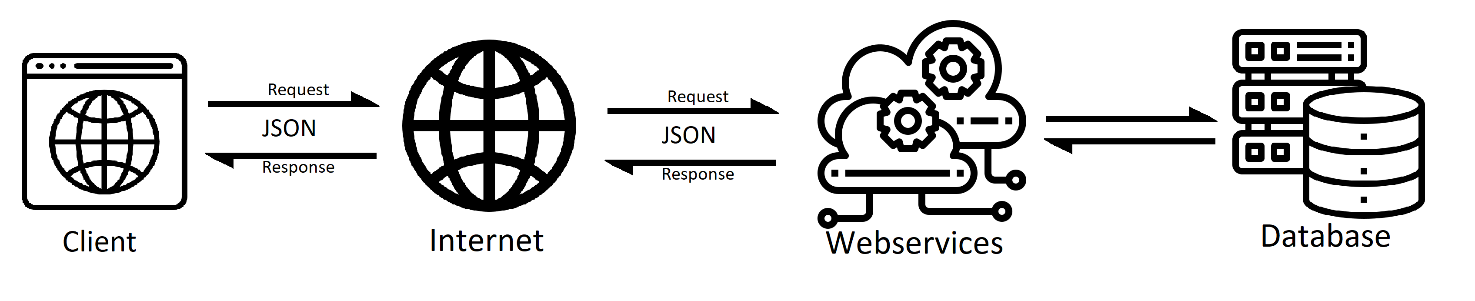 Request
JSON
Response
Request
JSON
Response
Client
Internet
Webservices
Database